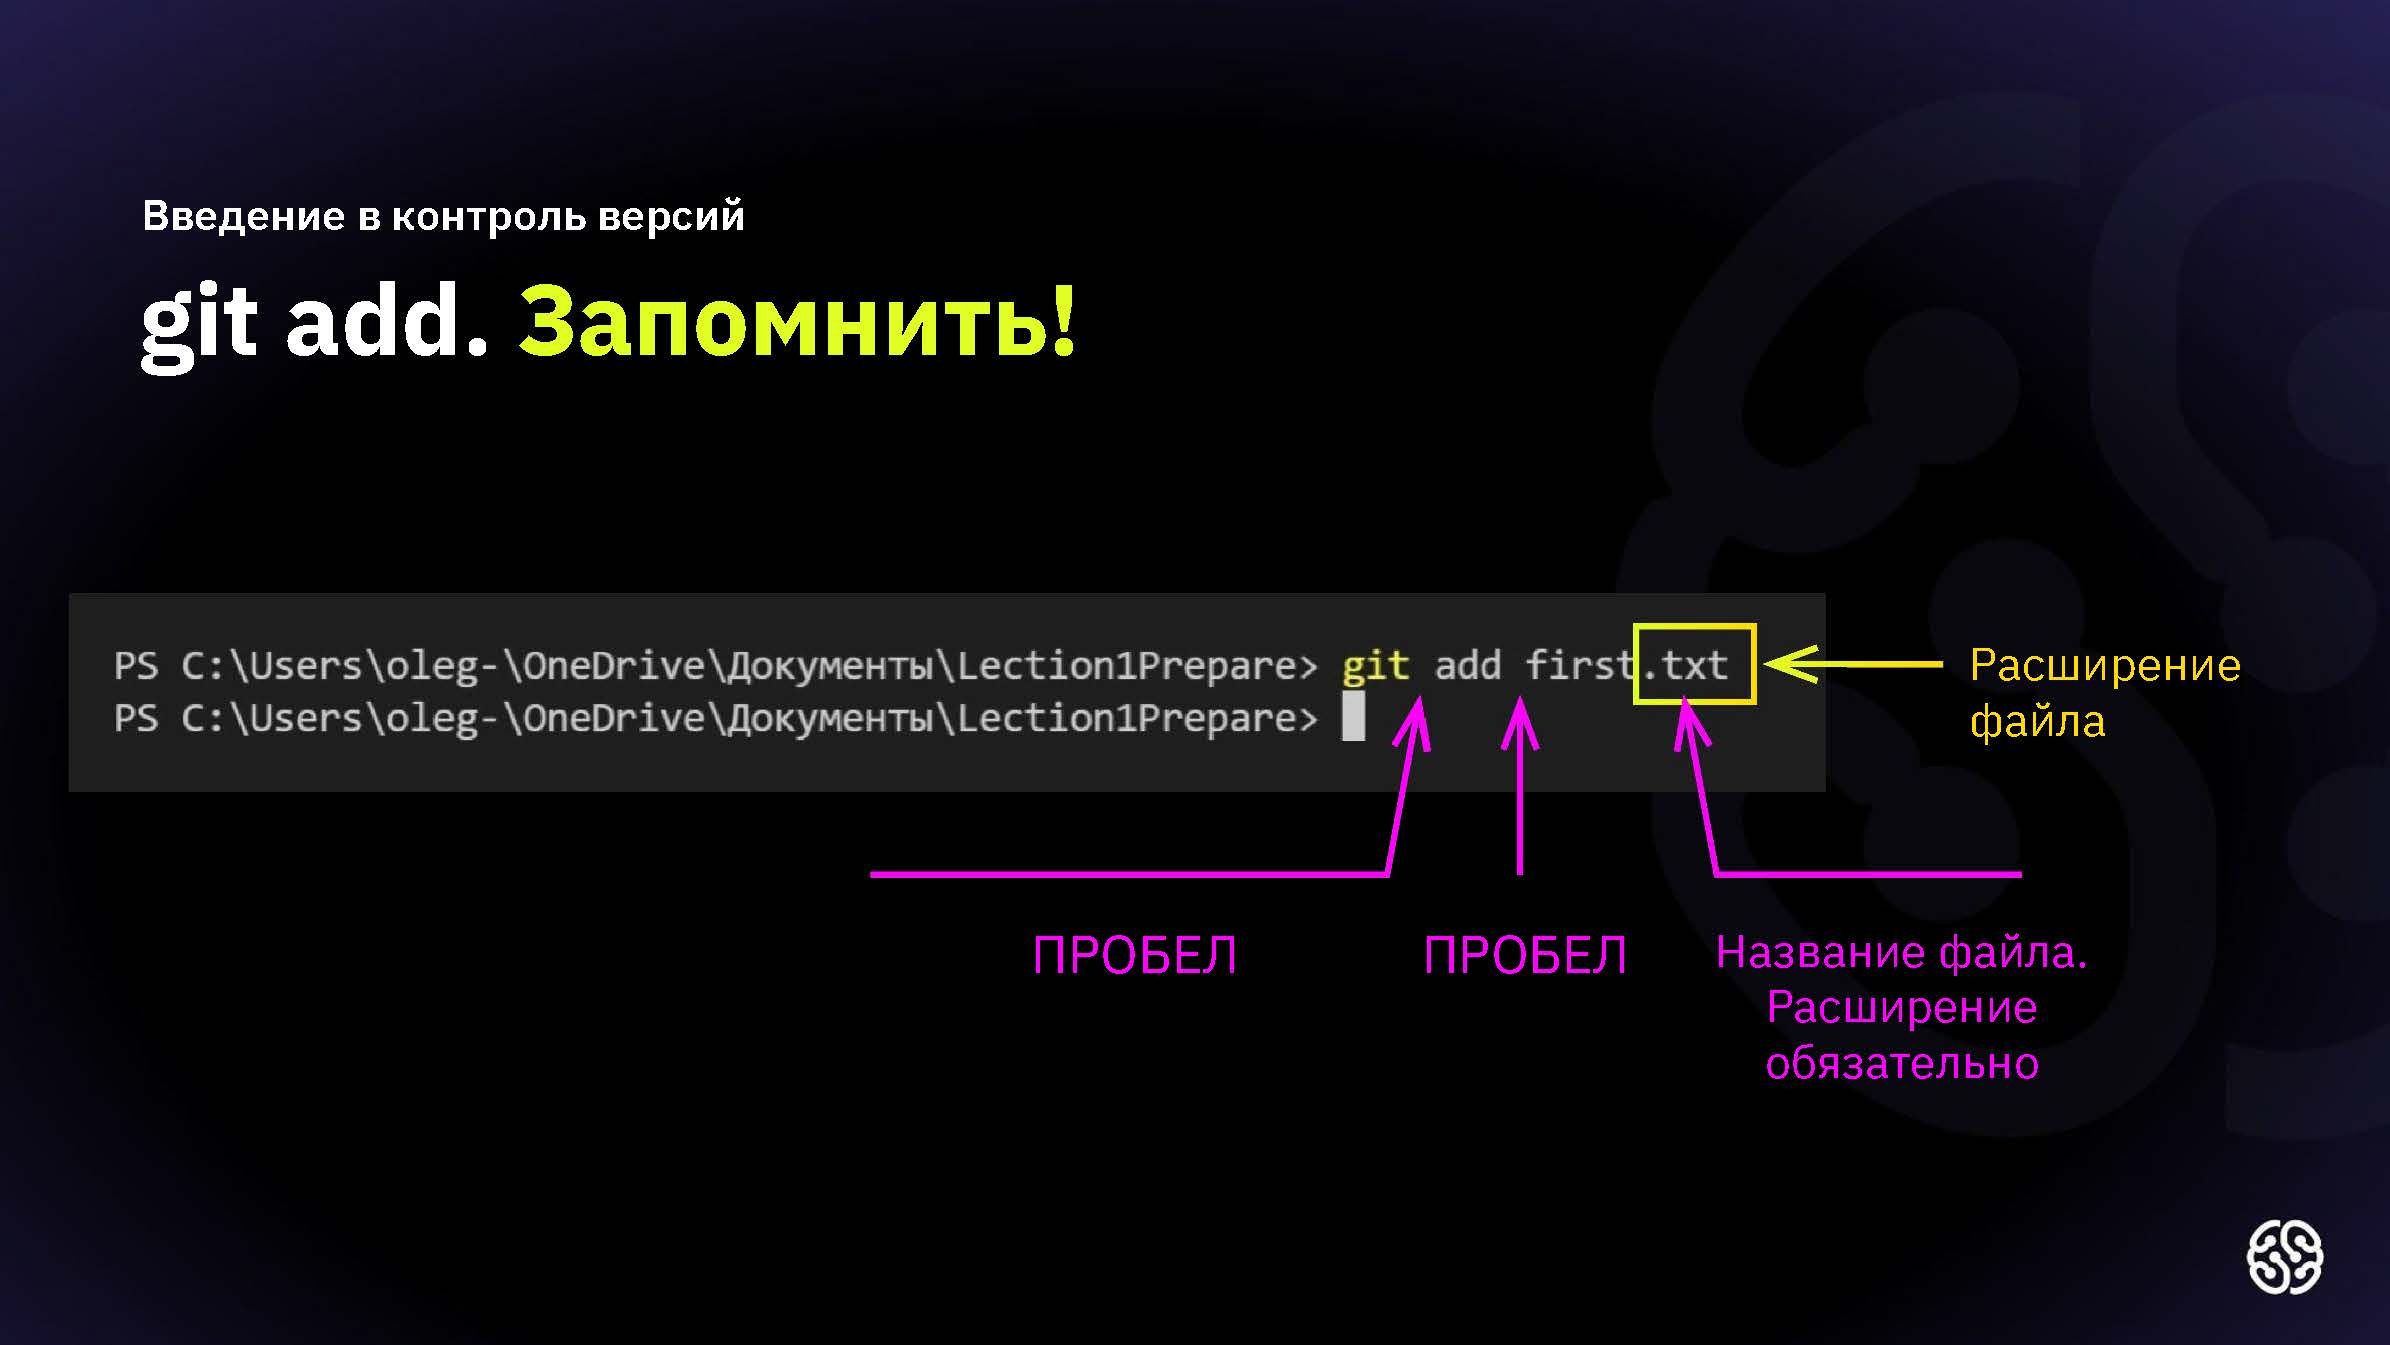 Введение в контроль версий
git add. Запомнить!
PS C:\Users\oleg-\OneDrive\Документы\Lection1Prepare> git add first.txt
PS C:\Users\oleg-\OneDrive\Документы\Lection1Prepare>
Расширение
файла
ПРОБЕЛ
ПРОБЕЛ
Название файла.
Расширение
обязательно